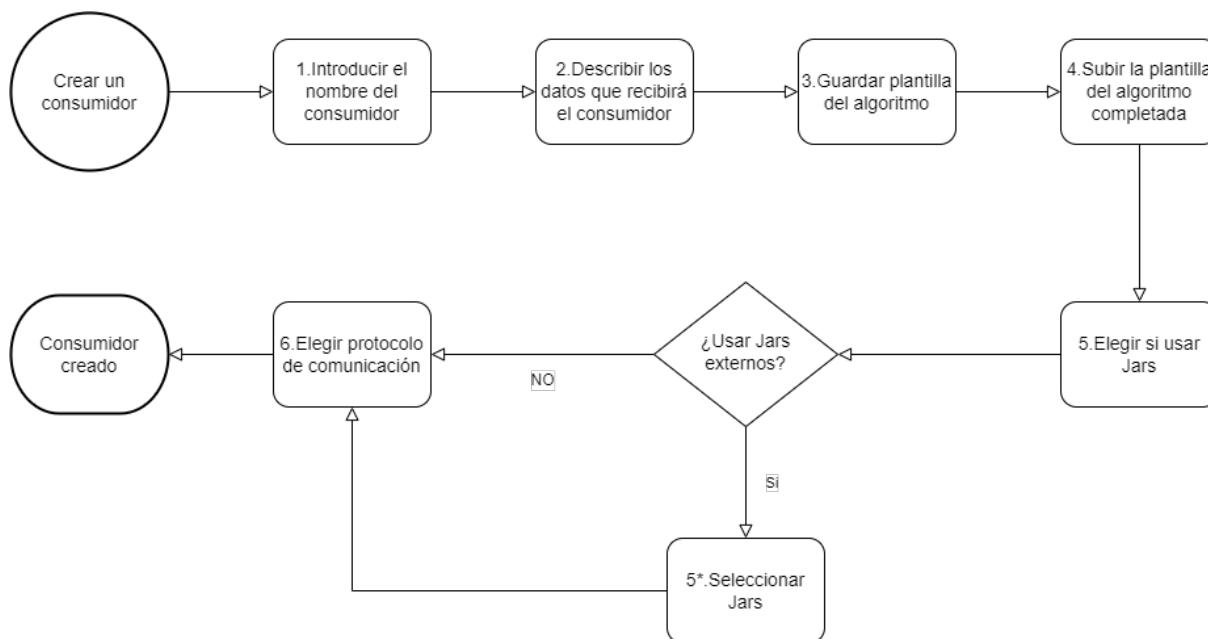 Crear un
consumidor
1.Introducir el
nombre del
consumidor
2.Describir los
datos que recibirá
el consumidor
3.Guardar plantilla
del algoritmo
4.Subir la plantilla
del algoritmo
completada
5.Elegir si usar
Jars
¿Usar Jars
externos?
NO
Si
5*.Seleccionar
Jars
6.Elegir protocolo
de comunicación
Consumidor
creado